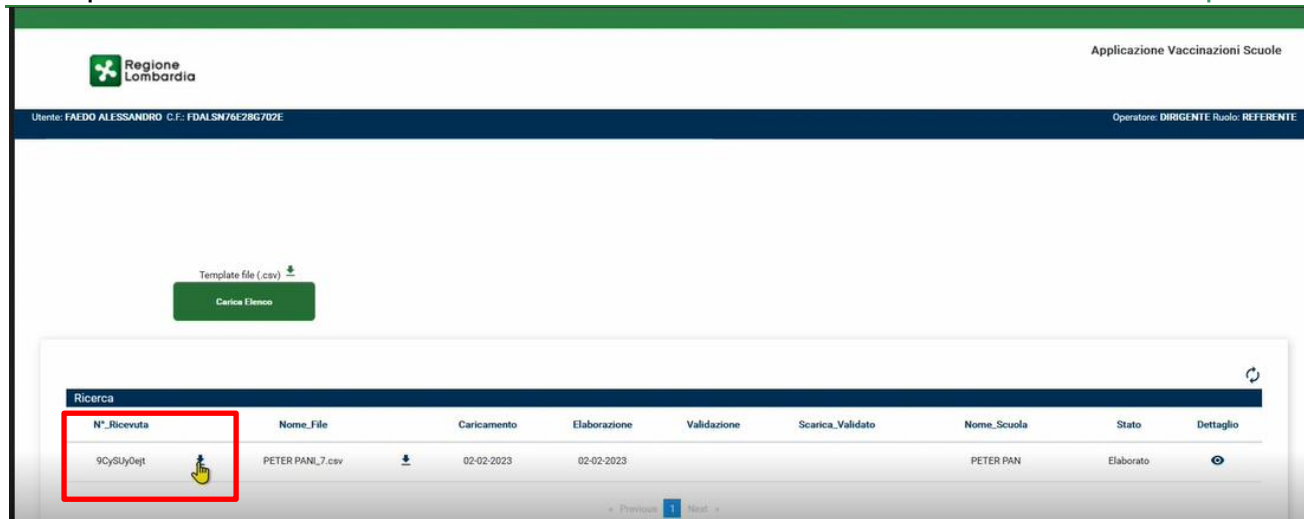 Applicazione Vaccinazioni Scuole
Regione
Lombardia
Utente: FAEDO ALESSANDRO C.F.: FDALSN76E28G702E Operatore: DIRIGENTE Ruolo: REFERENTE
Template file (.csv)
Carica Elenco
Ricerca
N°_Ricevuta Nome_File Caricamento Elaborazione Validazione Scarica_Validato Nome_Scuola Stato Dettaglio
9CySUy0ejt PETER PANI_7.csv 02-02-2023 02-02-2023 PETER PAN Elaborato
« Previous 1 Next »